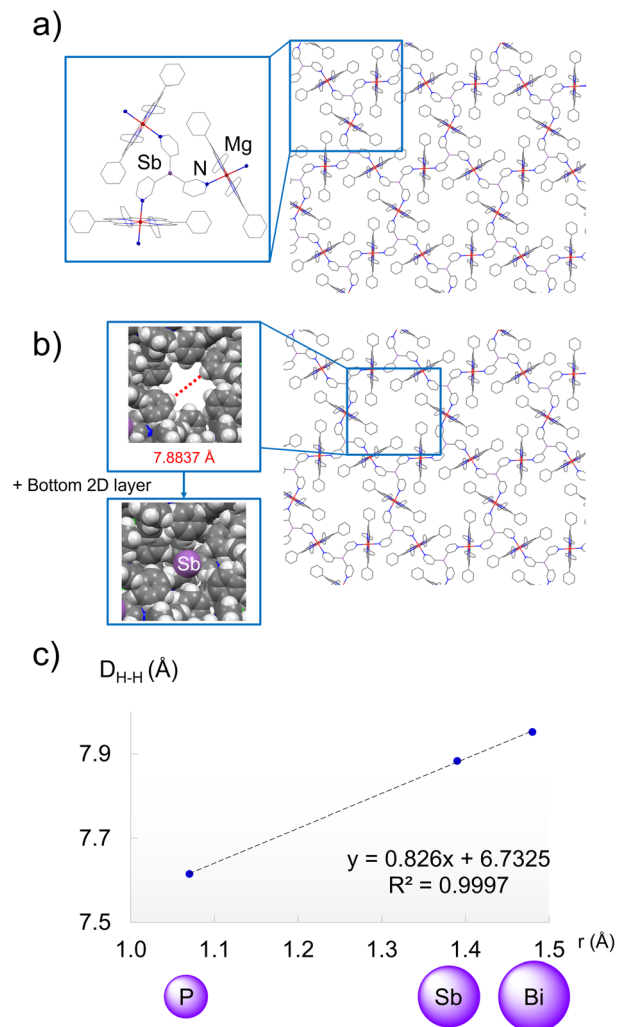 a)
Sb
N
Mg
b)
7.8837 Å
+ Bottom 2D layer
Sb
c)
D_H-H (Å)
7.9
7.7
7.5
y = 0.826x + 6.7325
R² = 0.9997
1.0 1.1 1.2 1.3 1.4 1.5 r (Å)
P Sb Bi